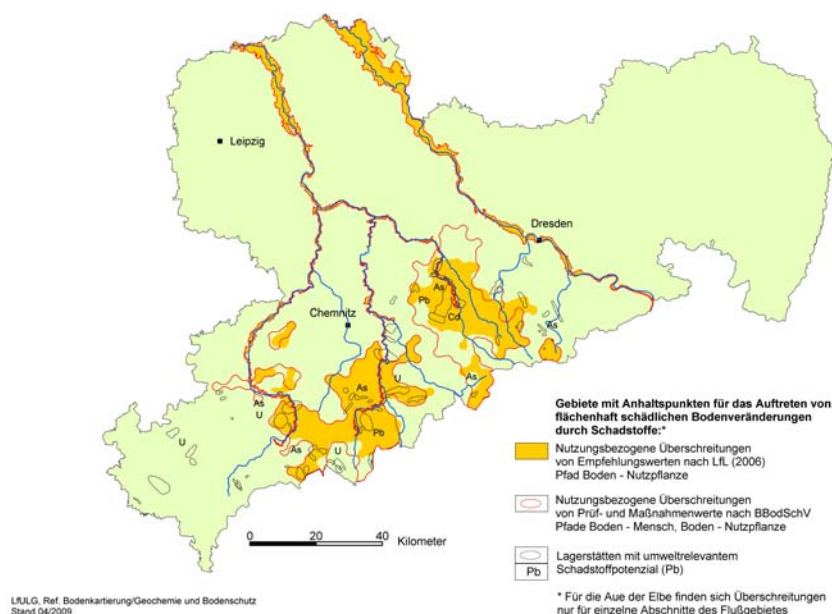 Leipzig
Dresden
As
Pb
Cd
Chemnitz
As
U
As
As
As
U
Pb
U
As
U
0 20 40 Kilometer
Gebiete mit Anhaltspunkten für das Auftreten von
flächenhaft schädlichen Bodenveränderungen
durch Schadstoffe:*
Nutzungsbezogene Überschreitungen
von Empfehlungswerten nach LfL (2006)
Pfad Boden - Nutzpflanze
Nutzungsbezogene Überschreitungen
von Prüf- und Maßnahmenwerte nach BBodSchV
Pfade Boden - Mensch, Boden - Nutzpflanze
Lagerstätten mit umweltrelevantem
Pb Schadstoffpotenzial (Pb)
* Für die Aue der Elbe finden sich Überschreitungen
nur für einzelne Abschnitte des Flußgebietes
LfULG, Ref. Bodenkartierung/Geochemie und Bodenschutz
Stand 04/2009